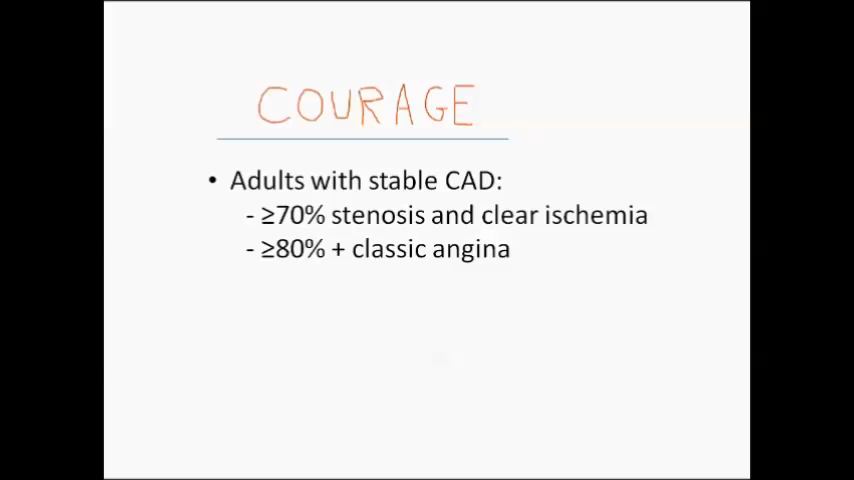 COURAGE
• Adults with stable CAD:
- ≥70% stenosis and clear ischemia
- ≥80% + classic angina